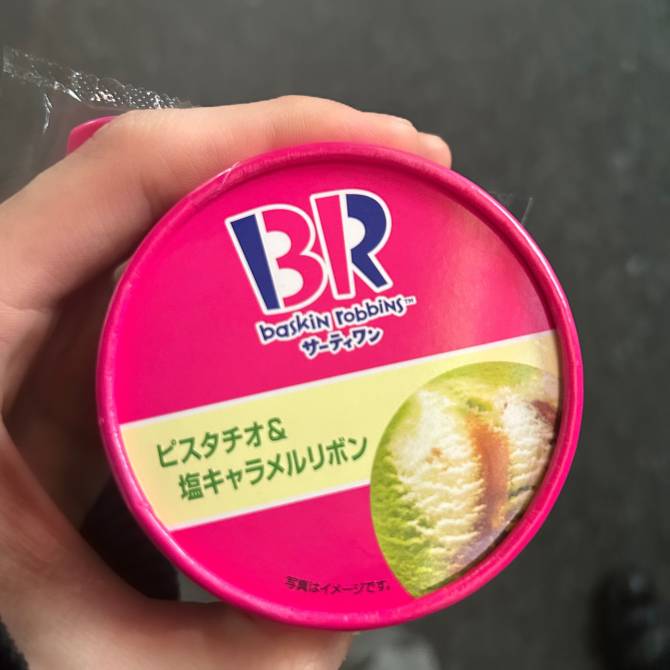 BR
baskin robbins™
サーティワン
ピスタチオ&
塩キャラメルリボン
写真はイメージです。